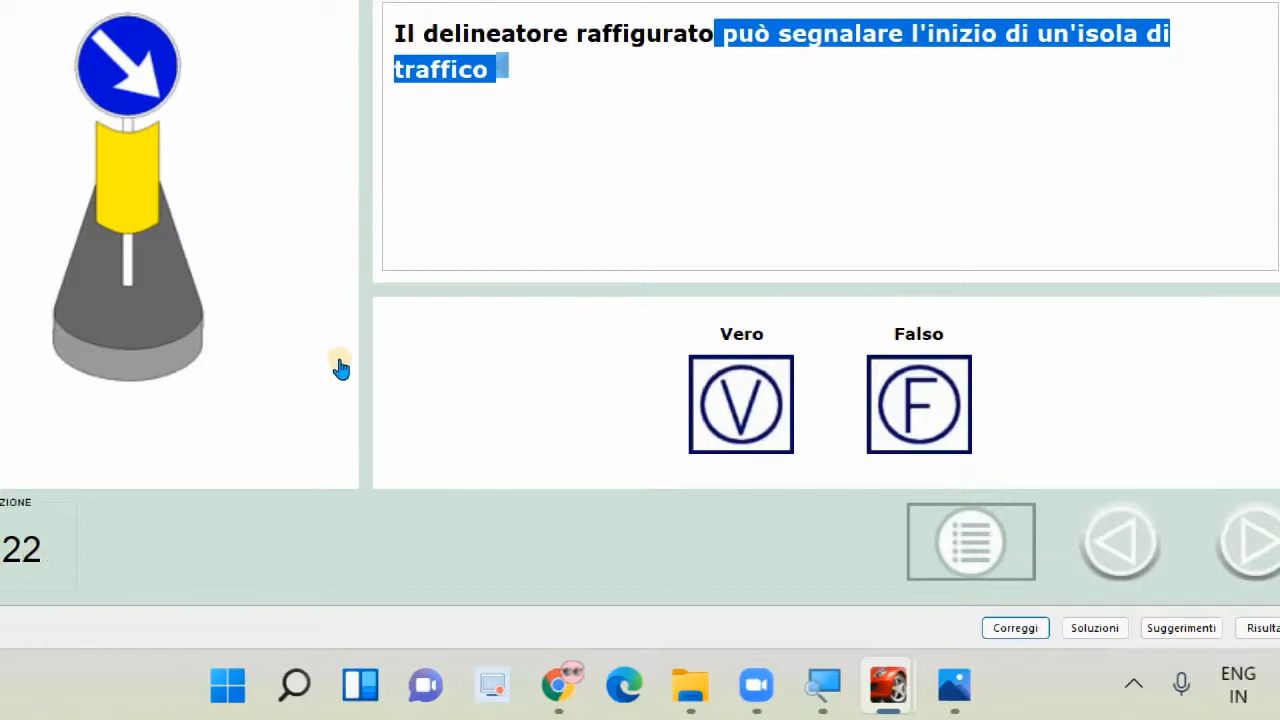 Il delineatore raffigurato può segnalare l'inizio di un'isola di
traffico
Vero
Falso
V
F
ZIONE
22
Correggi
Soluzioni
Suggerimenti
Risulta
ENG
IN